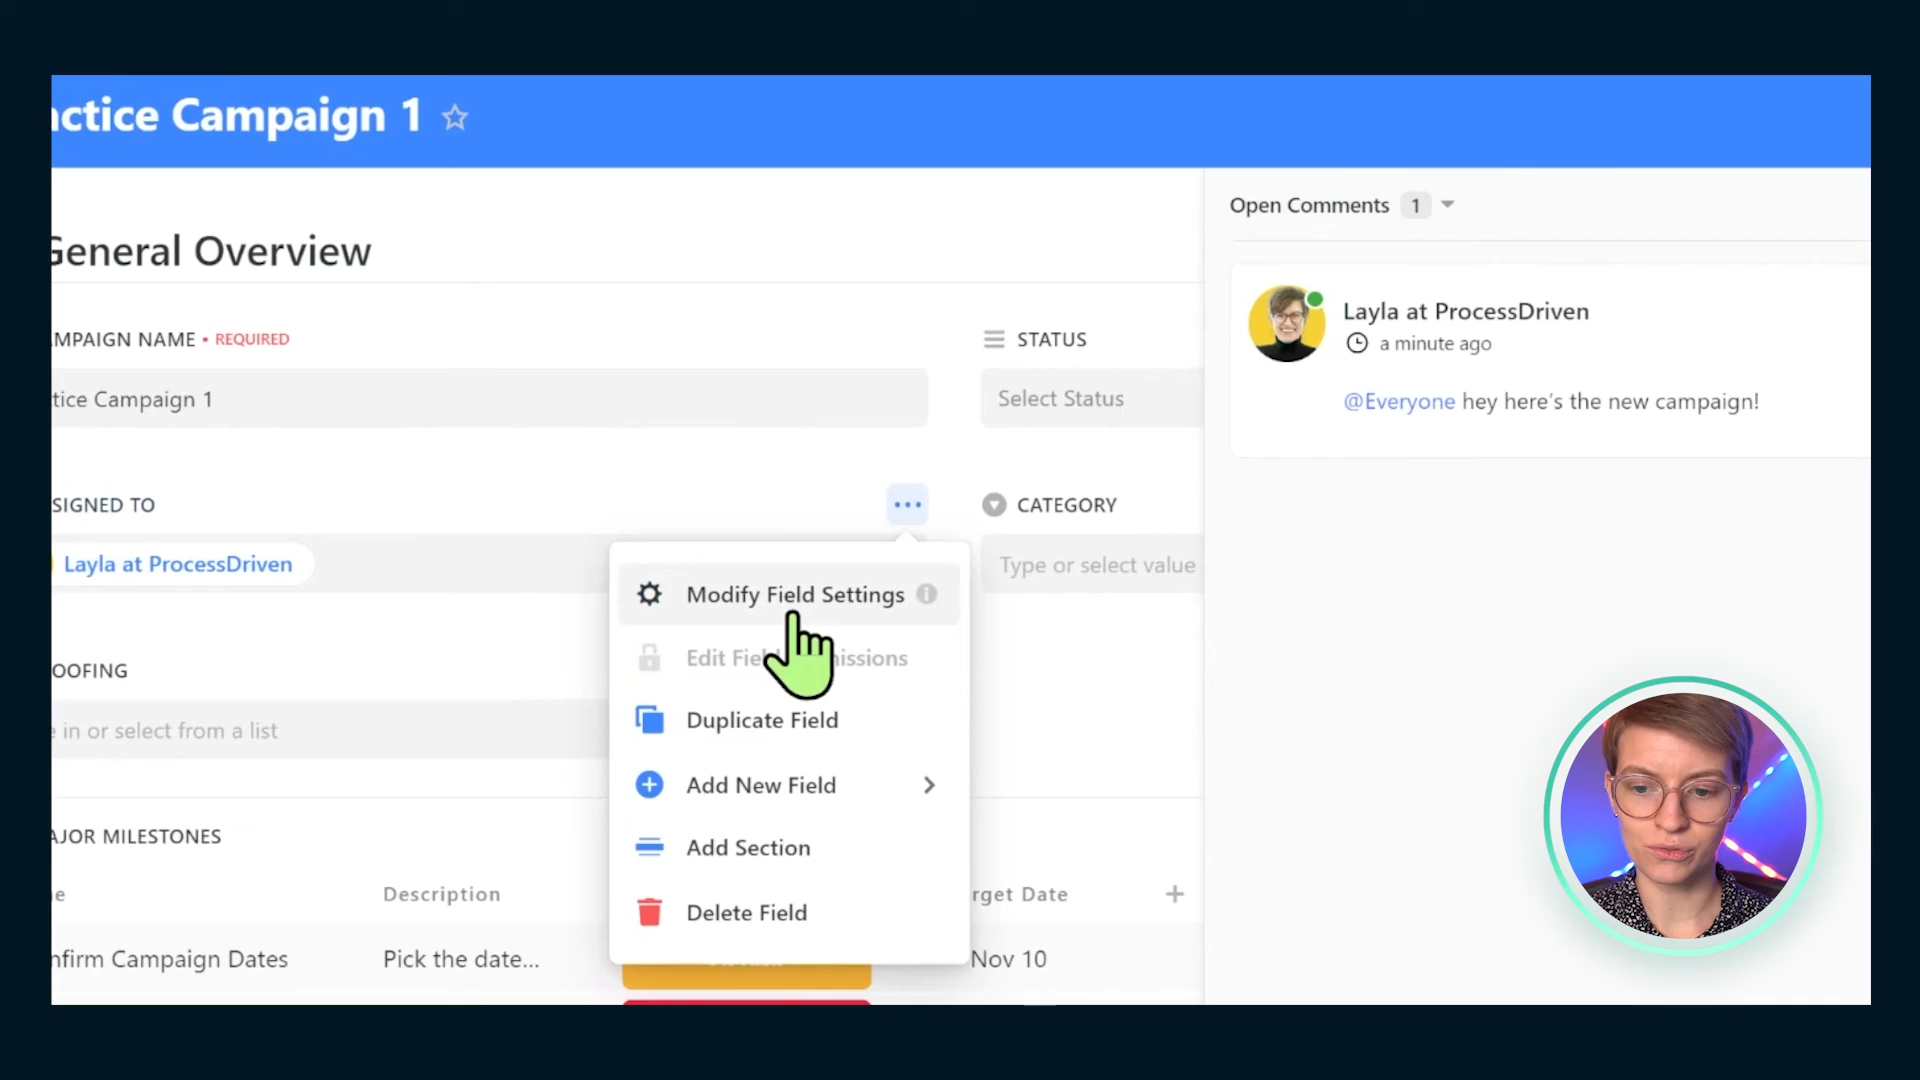 actice Campaign 1
General Overview
MPAIGN NAME • REQUIRED
tice Campaign 1
STATUS
Select Status
SIGNED TO
Layla at ProcessDriven
CATEGORY
Type or select value
OOFING
e in or select from a list
AJOR MILESTONES
e
Description
rget Date
nfirm Campaign Dates
Pick the date...
Nov 10
Modify Field Settings
Edit Fiel issions
Duplicate Field
Add New Field
Add Section
Delete Field
Open Comments 1
Layla at ProcessDriven
a minute ago
@Everyone hey here's the new campaign!